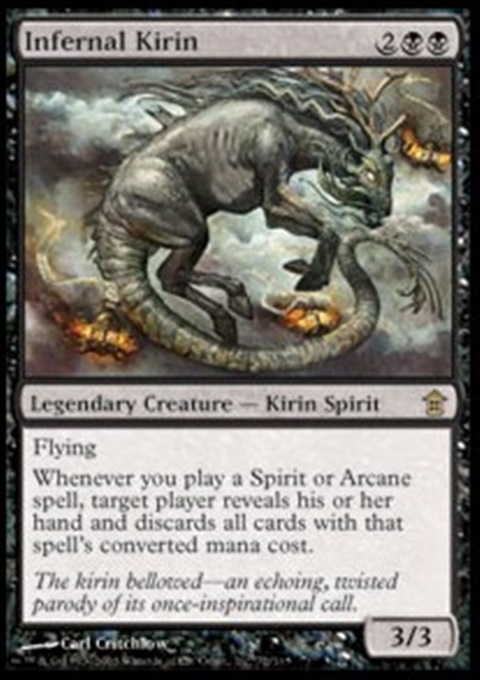 Infernal Kirin 2
Legendary Creature — Kirin Spirit
Flying
Whenever you play a Spirit or Arcane
spell, target player reveals his or her
hand and discards all cards with that
spell's converted mana cost.
The kirin bellowed—an echoing, twisted
parody of its once-inspirational call.
Carl Critchlow
3/3